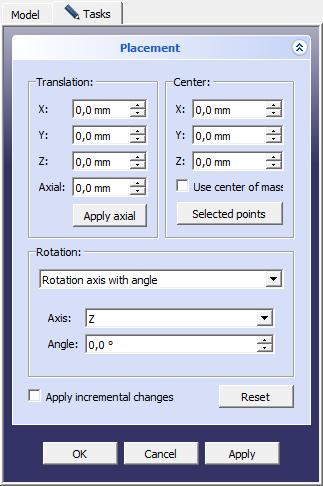 Model Tasks
Placement
Translation:
X: 0,0 mm
Y: 0,0 mm
Z: 0,0 mm
Axial: 0,0 mm
Apply axial
Center:
X: 0,0 mm
Y: 0,0 mm
Z: 0,0 mm
Use center of mass
Selected points
Rotation:
Rotation axis with angle
Axis: Z
Angle: 0,0 °
Apply incremental changes Reset
OK Cancel Apply